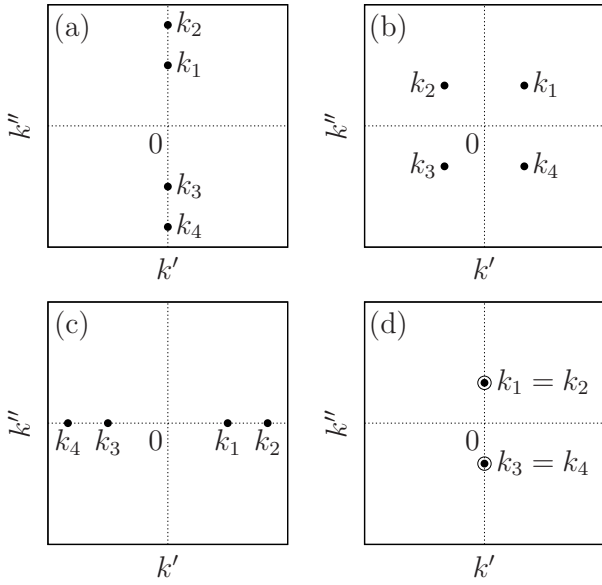 (a)
k₂
k₁
0
k₃
k₄
k″
k′
(b)
k₂
k₁
0
k₃
k₄
k″
k′
(c)
k₄
k₃
0
k₁
k₂
k″
k′
(d)
k₁ = k₂
0
k₃ = k₄
k″
k′